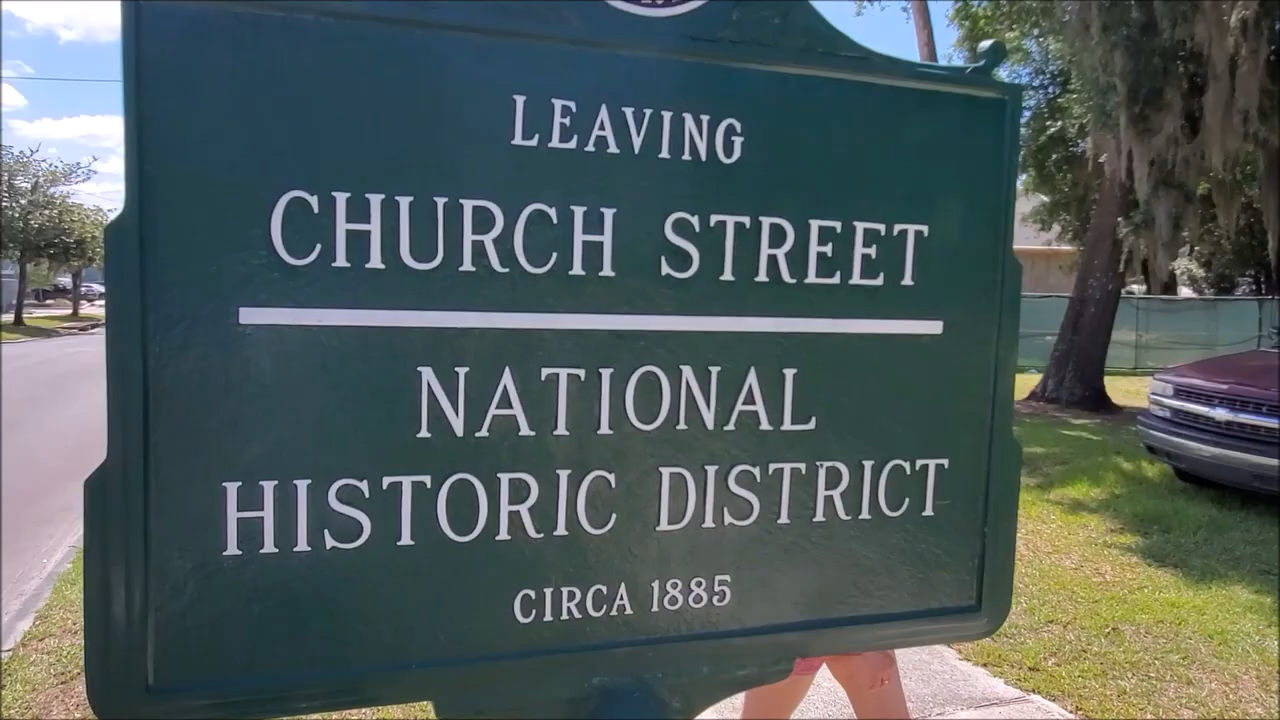 LEAVING
CHURCH STREET
NATIONAL
HISTORIC DISTRICT
CIRCA 1885